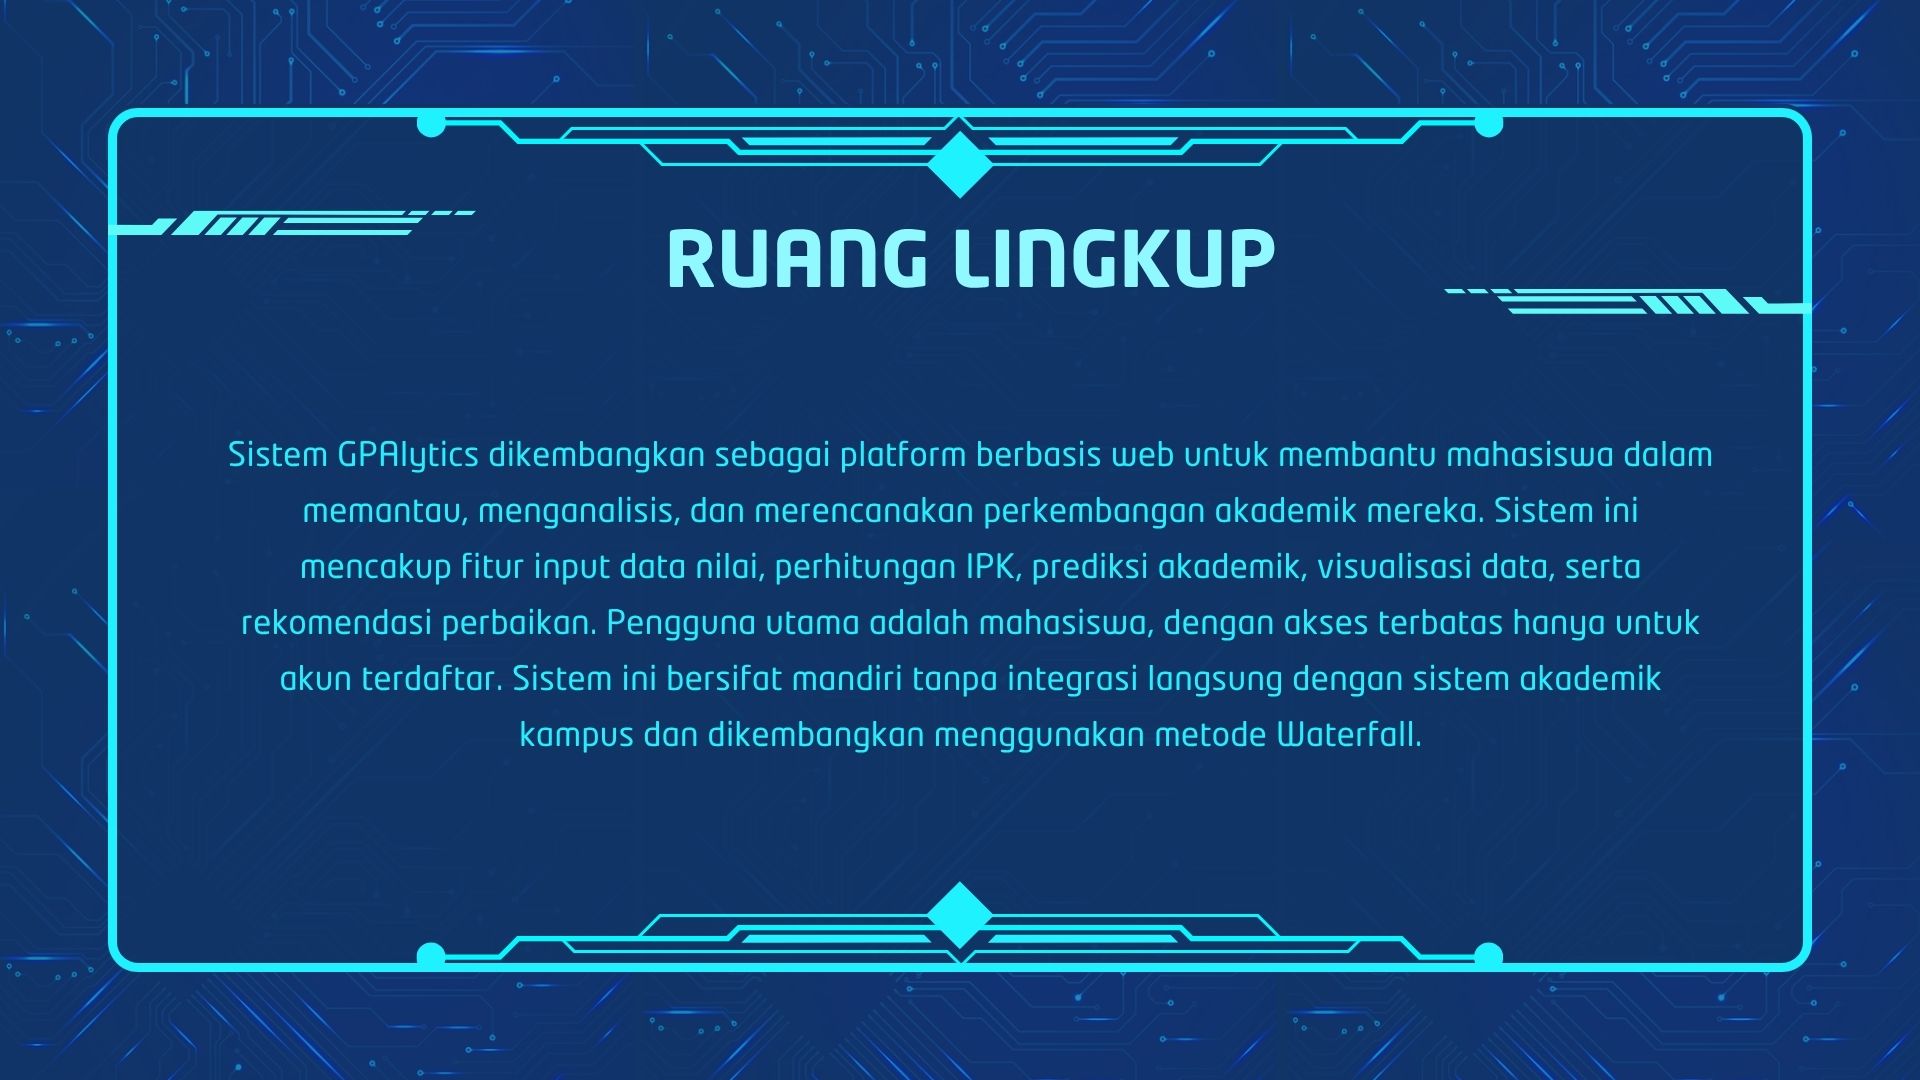 RUANG LINGKUP
Sistem GPAlytics dikembangkan sebagai platform berbasis web untuk membantu mahasiswa dalam
memantau, menganalisis, dan merencanakan perkembangan akademik mereka. Sistem ini
mencakup fitur input data nilai, perhitungan IPK, prediksi akademik, visualisasi data, serta
rekomendasi perbaikan. Pengguna utama adalah mahasiswa, dengan akses terbatas hanya untuk
akun terdaftar. Sistem ini bersifat mandiri tanpa integrasi langsung dengan sistem akademik
kampus dan dikembangkan menggunakan metode Waterfall.